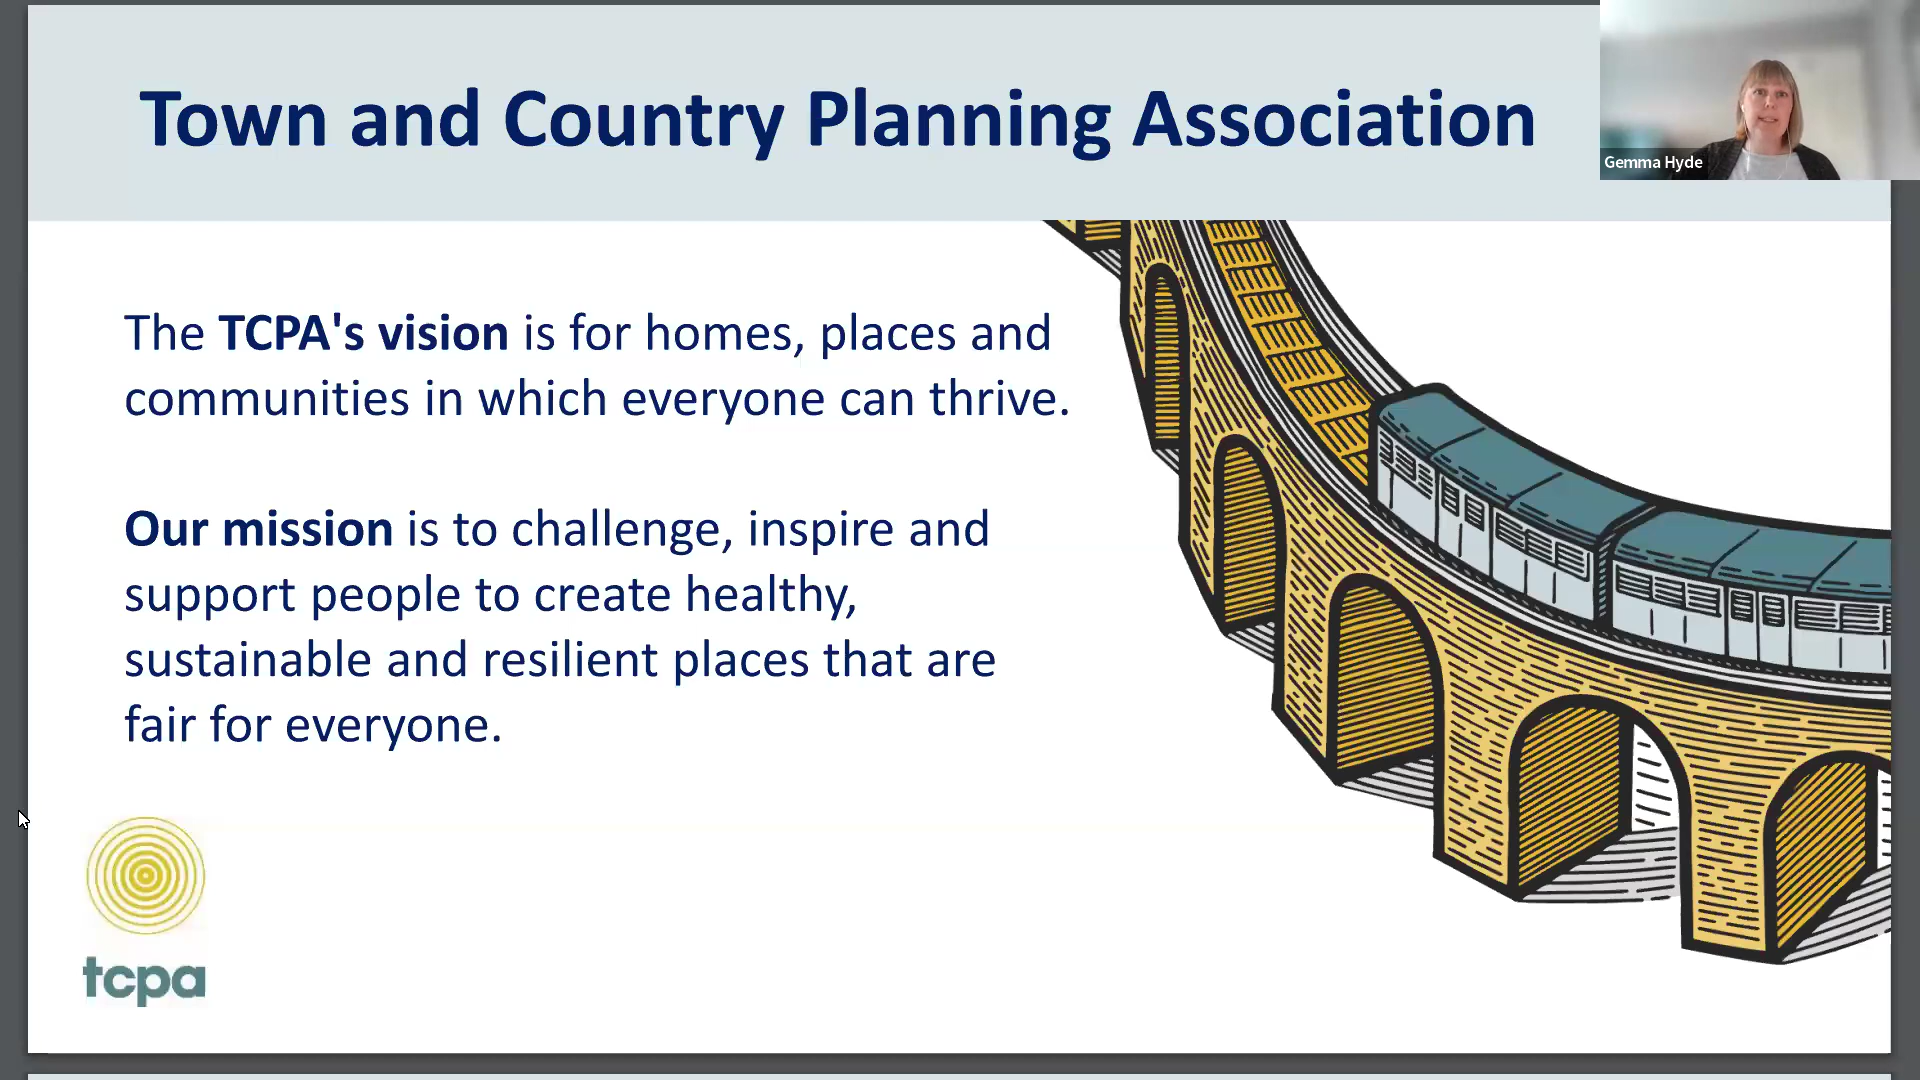 Town and Country Planning Association
Gemma Hyde
The TCPA's vision is for homes, places and
communities in which everyone can thrive.
Our mission is to challenge, inspire and
support people to create healthy,
sustainable and resilient places that are
fair for everyone.
tcpa